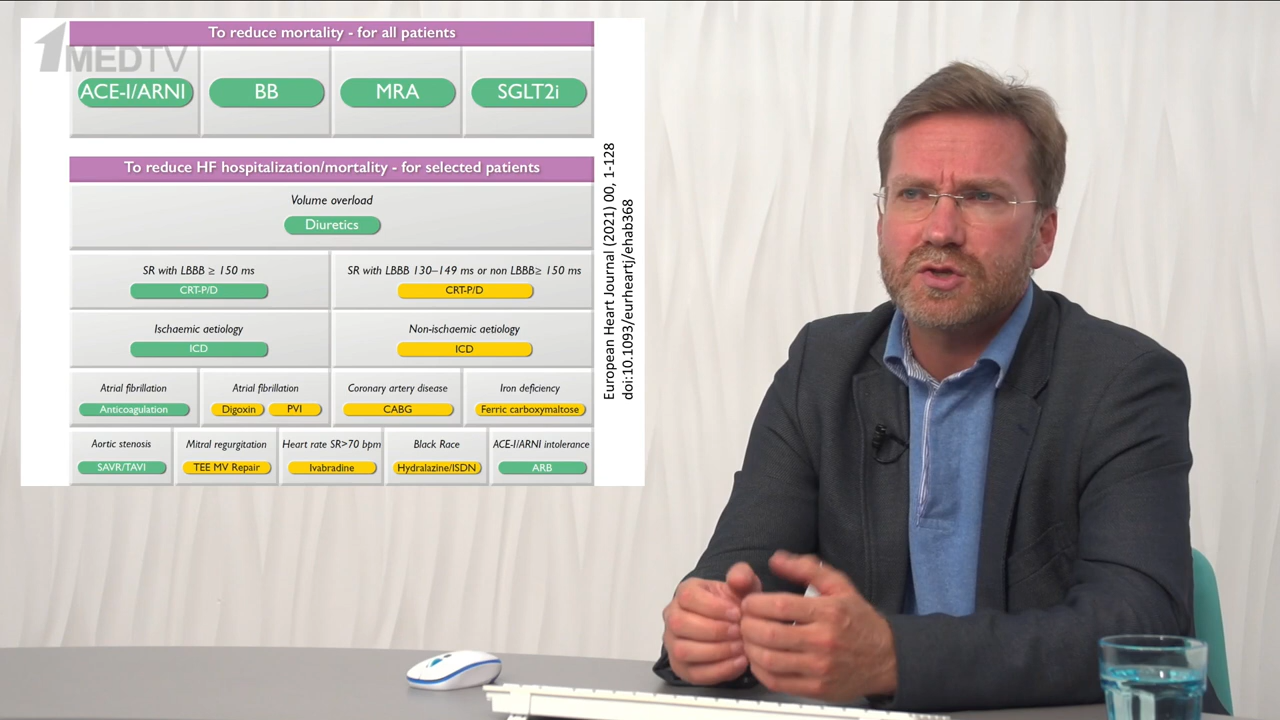 1MEDTV
To reduce mortality - for all patients
ACE-I/ARNI
BB
MRA
SGLT2i
To reduce HF hospitalization/mortality - for selected patients
Volume overload
Diuretics
SR with LBBB ≥ 150 ms
SR with LBBB 130–149 ms or non LBBB≥ 150 ms
CRT-P/D
CRT-P/D
Ischaemic aetiology
Non-ischaemic aetiology
ICD
ICD
Atrial fibrillation
Atrial fibrillation
Coronary artery disease
Iron deficiency
Anticoagulation
Digoxin
PVI
CABG
Ferric carboxymaltose
Aortic stenosis
Mitral regurgitation
Heart rate SR>70 bpm
Black Race
ACE-I/ARNI intolerance
SAVR/TAVI
TEE MV Repair
Ivabradine
Hydralazine/ISDN
ARB
European Heart Journal (2021) 00, 1-128
doi:10.1093/eurheartj/ehab368